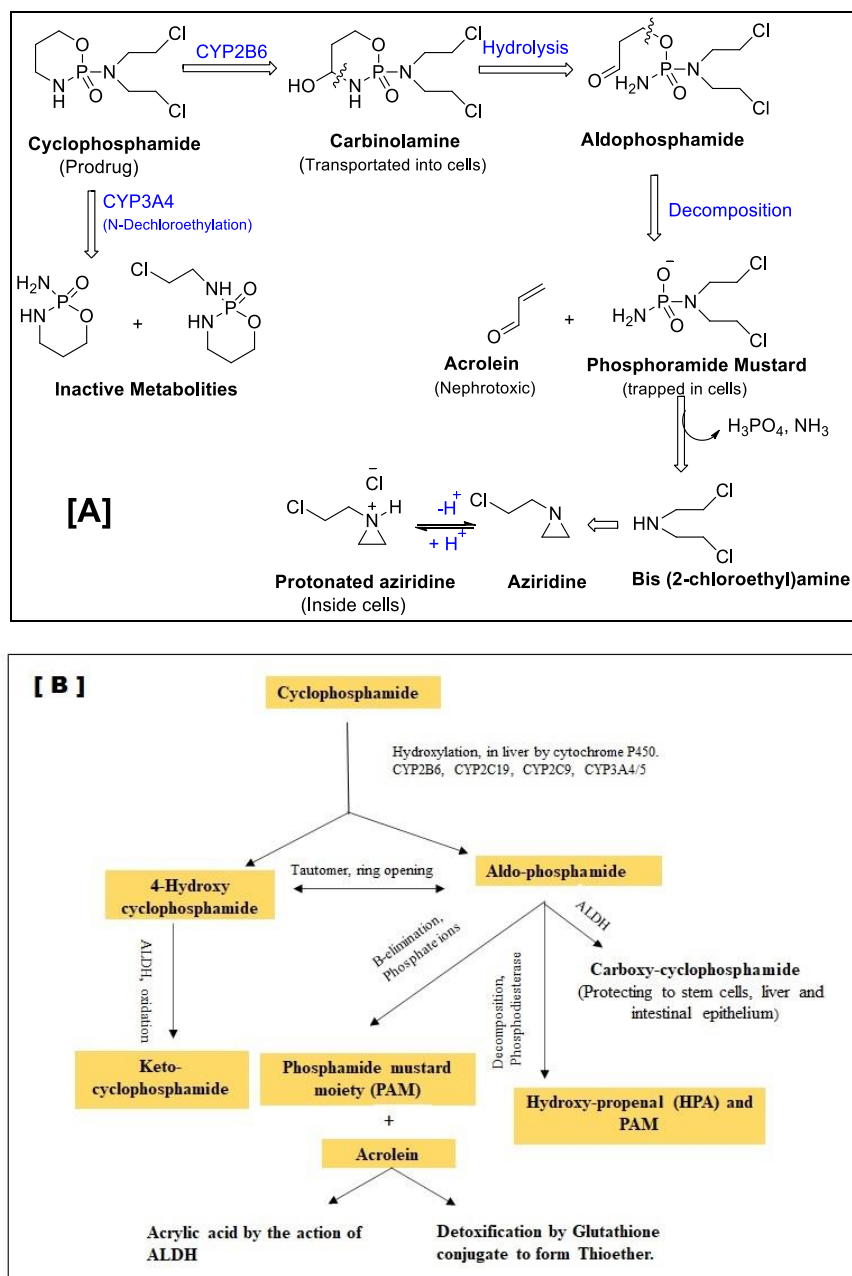 Cl
O
CYP2B6
P
N
N
H
O
Cl
Cyclophosphamide
(Prodrug)
Cl
O
Hydrolysis
HO
P
N
N
H
O
Cl
Carbinolamine
(Transportated into cells)
Cl
O
O
P
N
H2N
O
Cl
Aldophosphamide
CYP3A4
(N-Dechloroethylation)
Decomposition
H2N
O
P
HN
O
+
Cl
NH
O
P
HN
O
Inactive Metabolities
O
Acrolein
(Nephrotoxic)
+
O-
Cl
P
N
H2N
O
Cl
Phosphoramide Mustard
(trapped in cells)
H3PO4, NH3
[A]
Cl-
Cl
N+
H
-H+
+ H+
Cl
N
Cl
HN
Cl
Protonated aziridine
(Inside cells)
Aziridine
Bis (2-chloroethyl)amine
[ B ]
Cyclophosphamide
Hydroxylation, in liver by cytochrome P450.
CYP2B6, CYP2C19, CYP2C9, CYP3A4/5
4-Hydroxy
cyclophosphamide
Tautomer, ring opening
Aldo-phosphamide
ALDH, oxidation
B-elimination,
Phosphate ions
Decomposition,
Phosphodiesterase
ALDH
Carboxy-cyclophosphamide
(Protecting to stem cells, liver and
intestinal epithelium)
Keto-
cyclophosphamide
Phosphamide mustard
moiety (PAM)
+
Acrolein
Hydroxy-propenal (HPA) and
PAM
Acrylic acid by the action of
ALDH
Detoxification by Glutathione
conjugate to form Thioether.